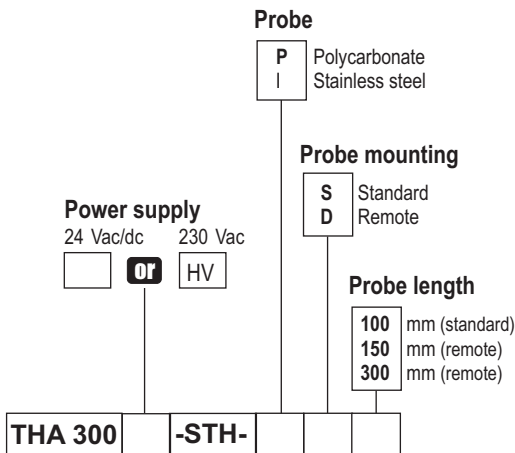 Probe
P Polycarbonate
I Stainless steel
Probe mounting
S Standard
D Remote
Power supply
24 Vac/dc 230 Vac
or HV
Probe length
100 mm (standard)
150 mm (remote)
300 mm (remote)
THA 300 -STH-